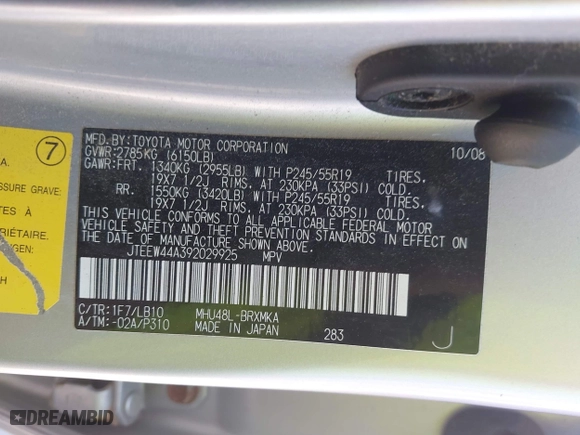 MFD.BY:TOYOTA MOTOR CORPORATION 10/08
GVWR:2785KG (6150LB)
GAWR:FRT. 1340KG (2955LB) WITH P245/55R19 TIRES,
19X7 1/2J RIMS, AT 230KPA (33PSI) COLD.
RR. 1550KG (3420LB) WITH P245/55R19 TIRES,
19X7 1/2J RIMS, AT 230KPA (33PSI) COLD.
THIS VEHICLE CONFORMS TO ALL APPLICABLE FEDERAL MOTOR
VEHICLE SAFETY AND THEFT PREVENTION STANDARDS IN EFFECT ON
THE DATE OF MANUFACTURE SHOWN ABOVE.
JTEEW44A392029925 MPV
C/TR:1F7/LB10 MHU48L-BRXMKA
A/TM:-02A/P310 MADE IN JAPAN 283 J
7
A.
ESSURE GRAVE:
TES À
RIÉTAIRE.
NADA
DREAMBID